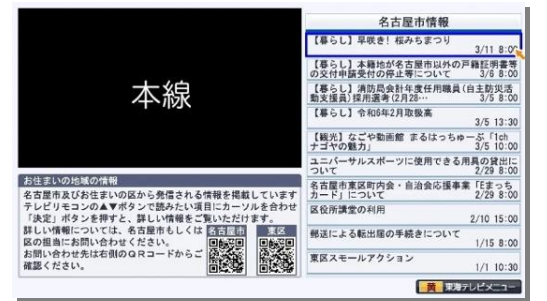 本線
お住まいの地域の情報
名古屋市及びお住まいの区から発信される情報を掲載しています
テレビリモコンの▲▼ボタンで読みたい項目にカーソルを合わせ
「決定」ボタンを押すと、詳しい情報をご覧いただけます。
詳しい情報については、名古屋市もしくは
区の担当にお問い合わせください。
お問い合わせ先は右側のQRコードからご
確認ください。
名古屋市
東区
名古屋市情報
【暮らし】早咲き!桜みちまつり
3/11 8:00
【暮らし】本籍地が名古屋市以外の戸籍証明書等
の交付申請受付の停止等について 3/6 8:00
【暮らし】消防局会計年度任用職員(自主防災活
動支援員)採用選考(2月28… 3/5 8:00
【暮らし】令和6年2月取扱高
3/5 13:30
【観光】なごや動画館 まるはっちゅ~ぶ「1ch
ナゴヤの魅力」 3/5 10:00
ユニバーサルスポーツに使用できる用具の貸出に
ついて 2/29 8:00
名古屋市東区町内会・自治会応援事業「Eまっち
カード」について 2/29 8:00
区役所講堂の利用
2/10 15:00
郵送による転出届の手続きについて
1/15 8:00
東区スモールアクション
1/1 10:30
黄 東海テレビメニュー